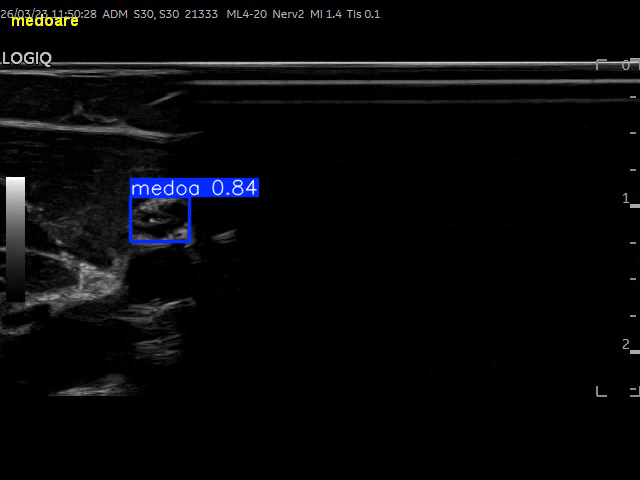 26/03/23 11:50:28 ADM S30, S30 21333 ML4-20 Nerv2 MI 1.4 TIs 0.1
medoare
LOGIQ
0
medoa 0.84
1
2